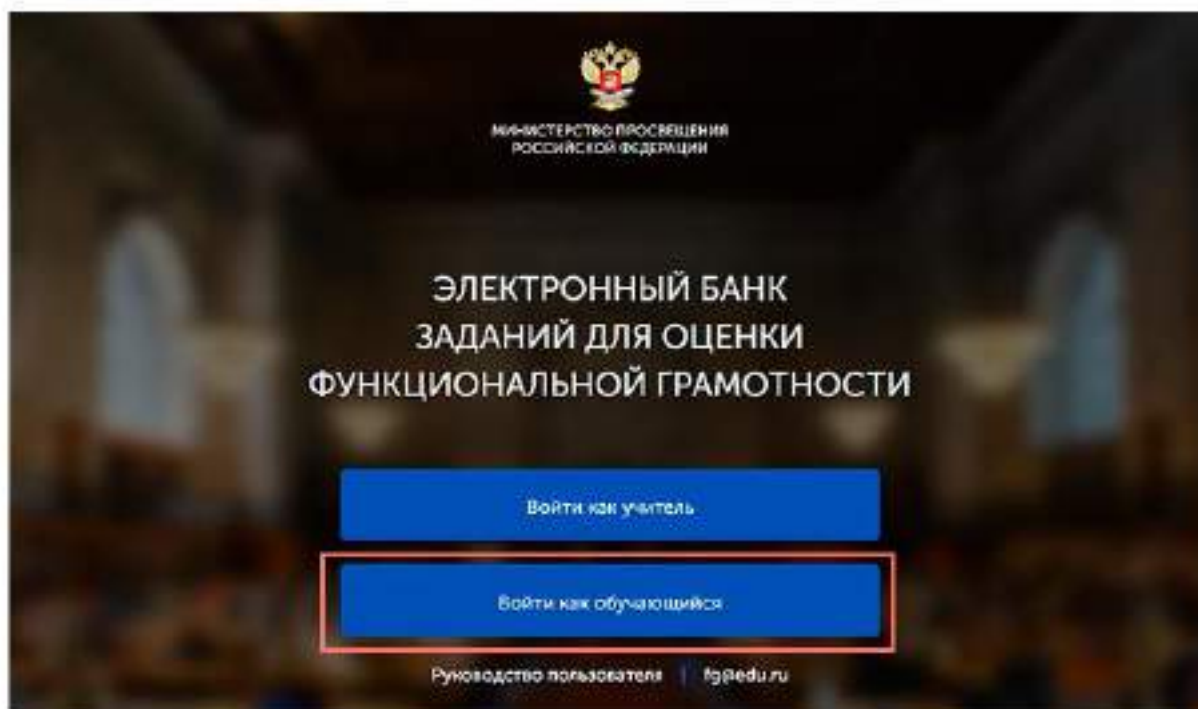 МИНИСТЕРСТВО ПРОСВЕЩЕНИЯ
РОССИЙСКОЙ ФЕДЕРАЦИИ
ЭЛЕКТРОННЫЙ БАНК
ЗАДАНИЙ ДЛЯ ОЦЕНКИ
ФУНКЦИОНАЛЬНОЙ ГРАМОТНОСТИ
Войти как учитель
Войти как обучающийся
Руководство пользователя | fg@edu.ru